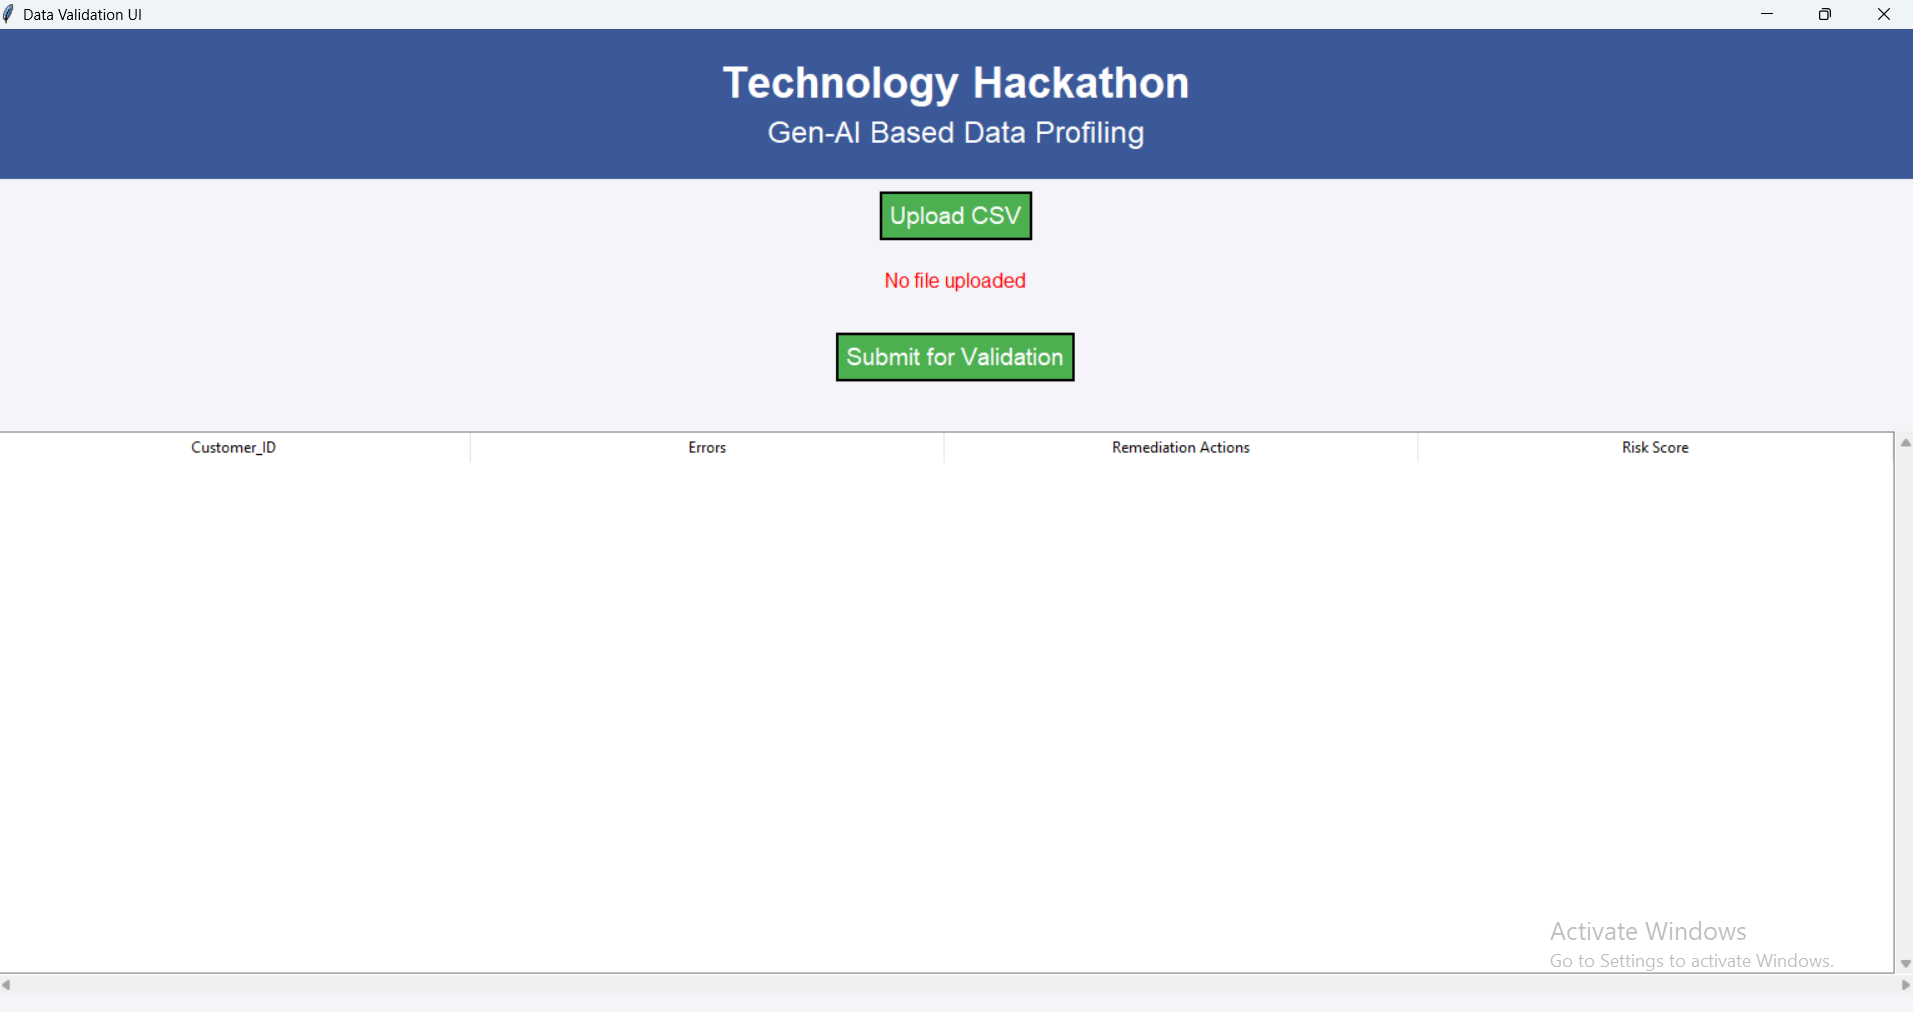 Data Validation UI
Technology Hackathon
Gen-AI Based Data Profiling
Upload CSV
No file uploaded
Submit for Validation
Customer_ID Errors Remediation Actions Risk Score
Activate Windows
Go to Settings to activate Windows.